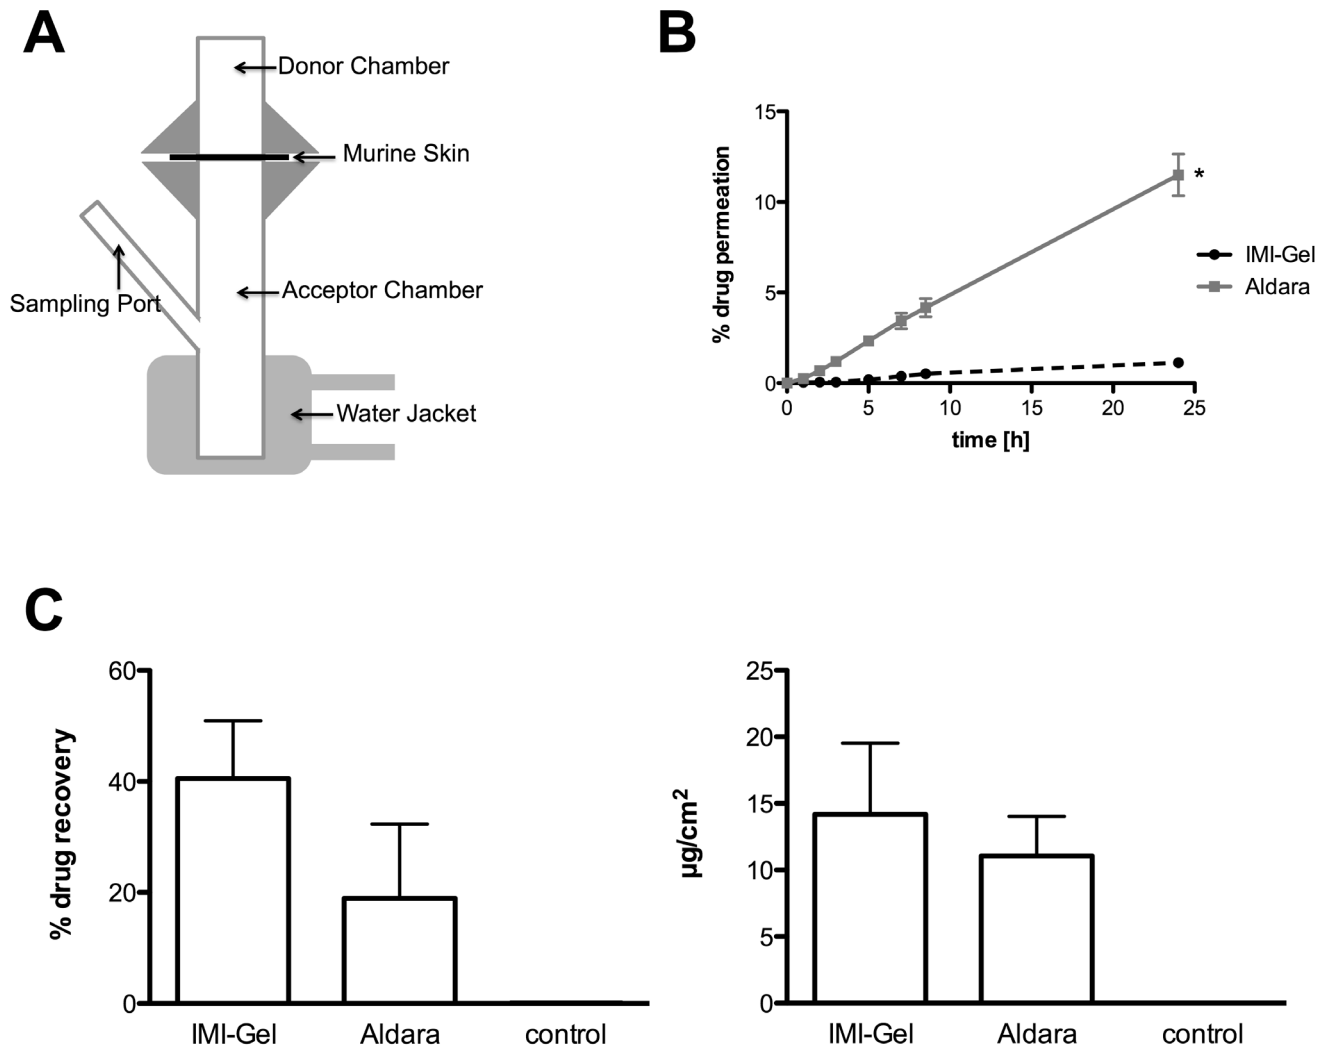 A
Donor Chamber
Murine Skin
Sampling Port
Acceptor Chamber
Water Jacket
B
% drug permeation
15
10
5
0
0 5 10 15 20 25
time [h]
*
IMI-Gel
Aldara
C
% drug recovery
60
40
20
0
IMI-Gel Aldara control
µg/cm²
25
20
15
10
5
0
IMI-Gel Aldara control